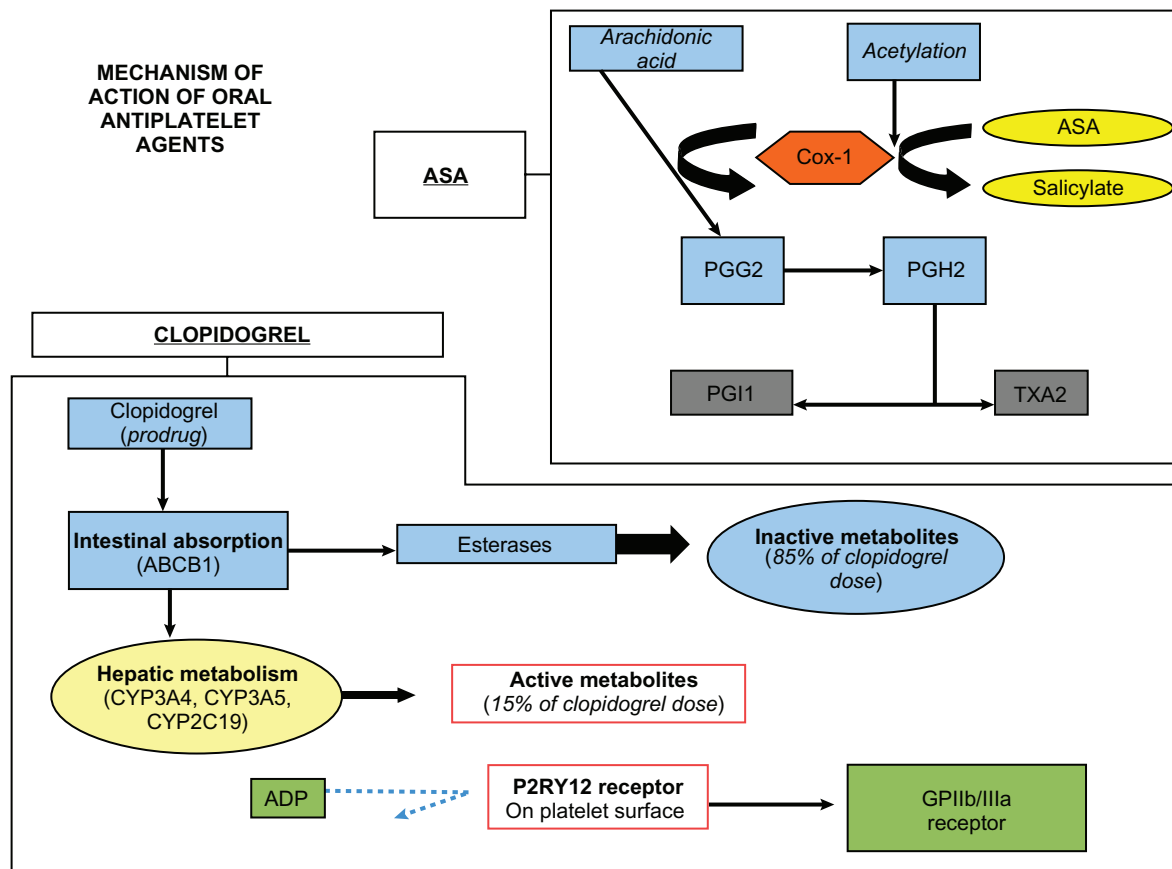 MECHANISM OF
ACTION OF ORAL
ANTIPLATELET
AGENTS
ASA
Arachidonic
acid
Acetylation
Cox-1
ASA
Salicylate
PGG2
PGH2
PGI1
TXA2
CLOPIDOGREL
Clopidogrel
(prodrug)
Intestinal absorption
(ABCB1)
Esterases
Inactive metabolites
(85% of clopidogrel
dose)
Hepatic metabolism
(CYP3A4, CYP3A5,
CYP2C19)
Active metabolites
(15% of clopidogrel dose)
ADP
P2RY12 receptor
On platelet surface
GPIIb/IIIa
receptor